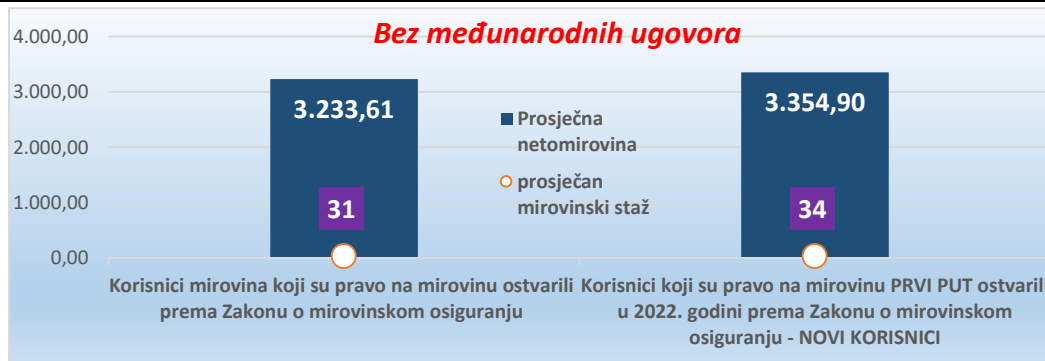 Bez međunarodnih ugovora
4.000,00
3.000,00
2.000,00
1.000,00
0,00
3.233,61
31
Prosječna
netomirovina
prosječan
mirovinski staž
3.354,90
34
Korisnici mirovina koji su pravo na mirovinu ostvarili
prema Zakonu o mirovinskom osiguranju
Korisnici koji su pravo na mirovinu PRVI PUT ostvarili
u 2022. godini prema Zakonu o mirovinskom
osiguranju - NOVI KORISNICI